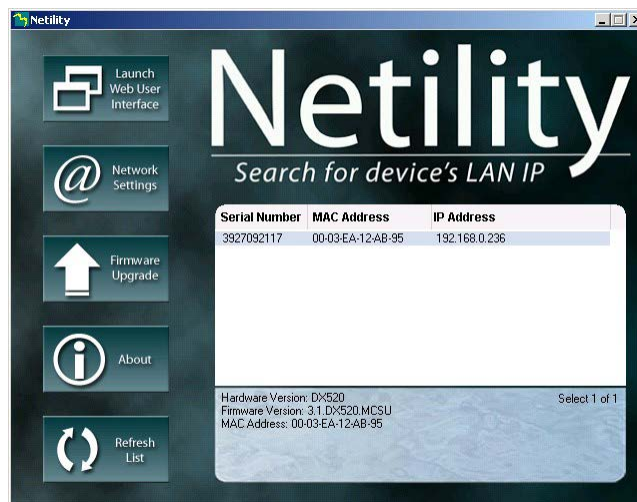 Netility
Launch
Web User
Interface
Network
Settings
Firmware
Upgrade
About
Refresh
List
Netility
Search for device's LAN IP
Serial Number MAC Address IP Address
3927092117 00-03-EA-12-AB-95 192.168.0.236
Hardware Version: DX520 Select 1 of 1
Firmware Version: 3.1.DX520.MCSU
MAC Address: 00-03-EA-12-AB-95